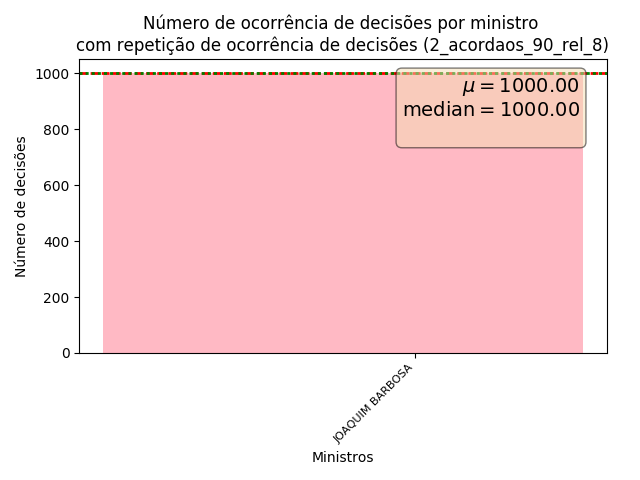 Número de ocorrência de decisões por ministro
com repetição de ocorrência de decisões (2_acordaos_90_rel_8)
1000
800
600
400
200
0
Número de decisões
μ = 1000.00
median = 1000.00
JOAQUIM BARBOSA
Ministros